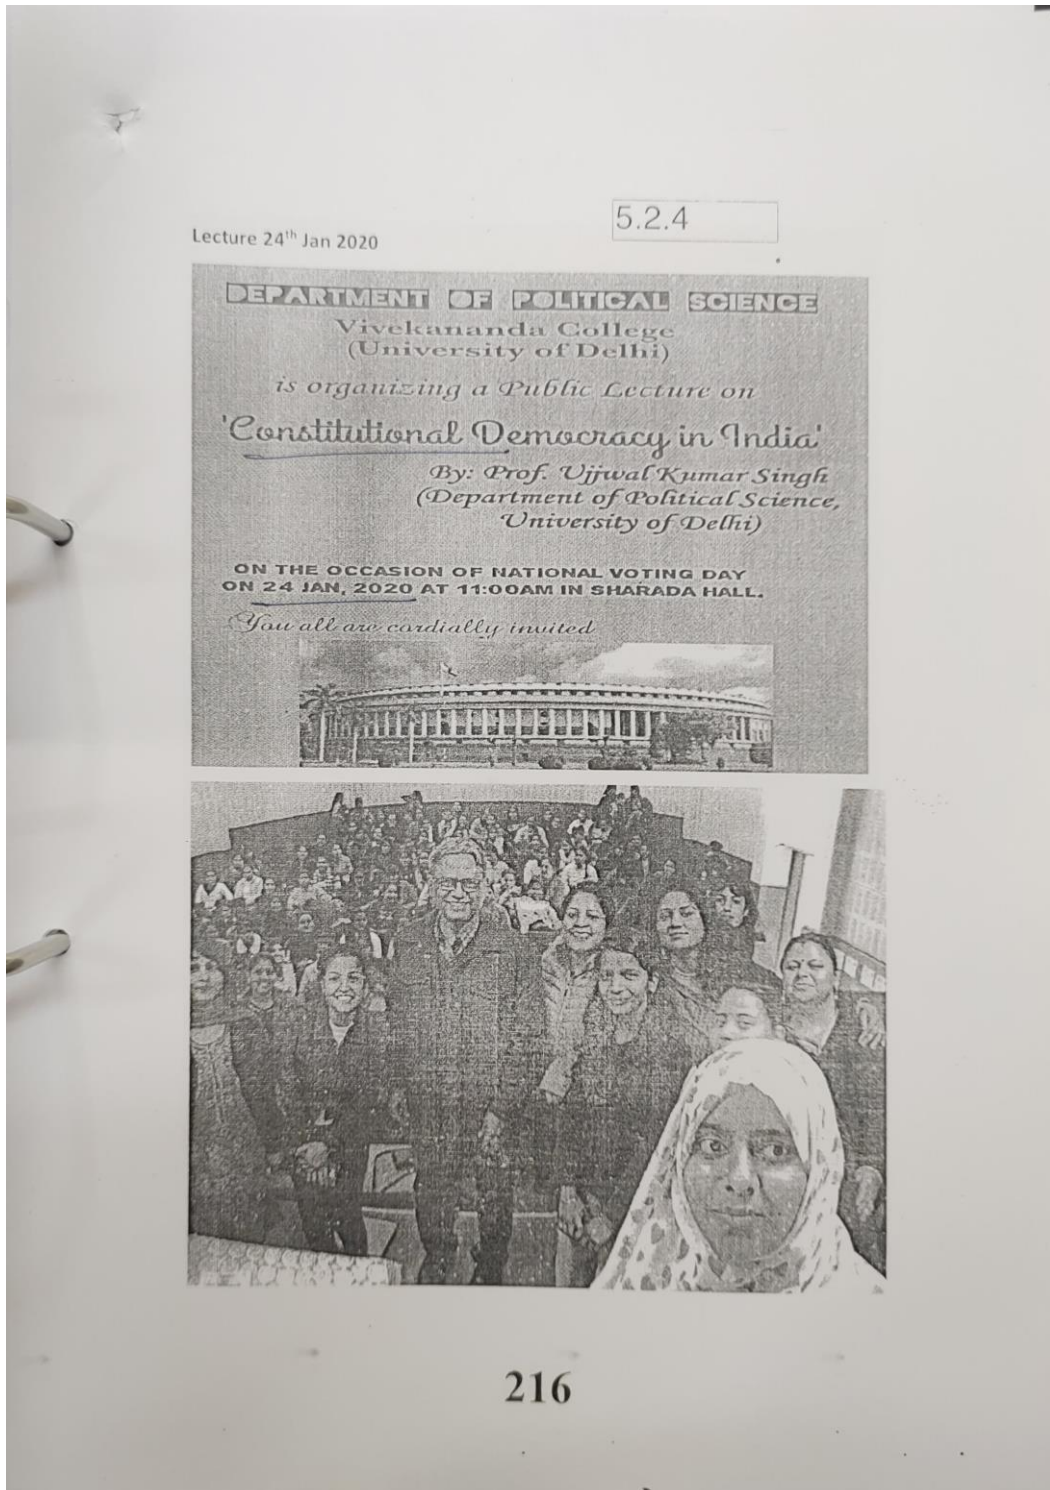 5.2.4
Lecture 24th Jan 2020
DEPARTMENT OF POLITICAL SCIENCE
Vivekananda College
(University of Delhi)
is organizing a Public Lecture on
'Constitutional Democracy in India'
By: Prof. Ujjwal Kumar Singh
(Department of Political Science,
University of Delhi)
ON THE OCCASION OF NATIONAL VOTING DAY
ON 24 JAN, 2020 AT 11:00AM IN SHARADA HALL.
You all are cordially invited
216